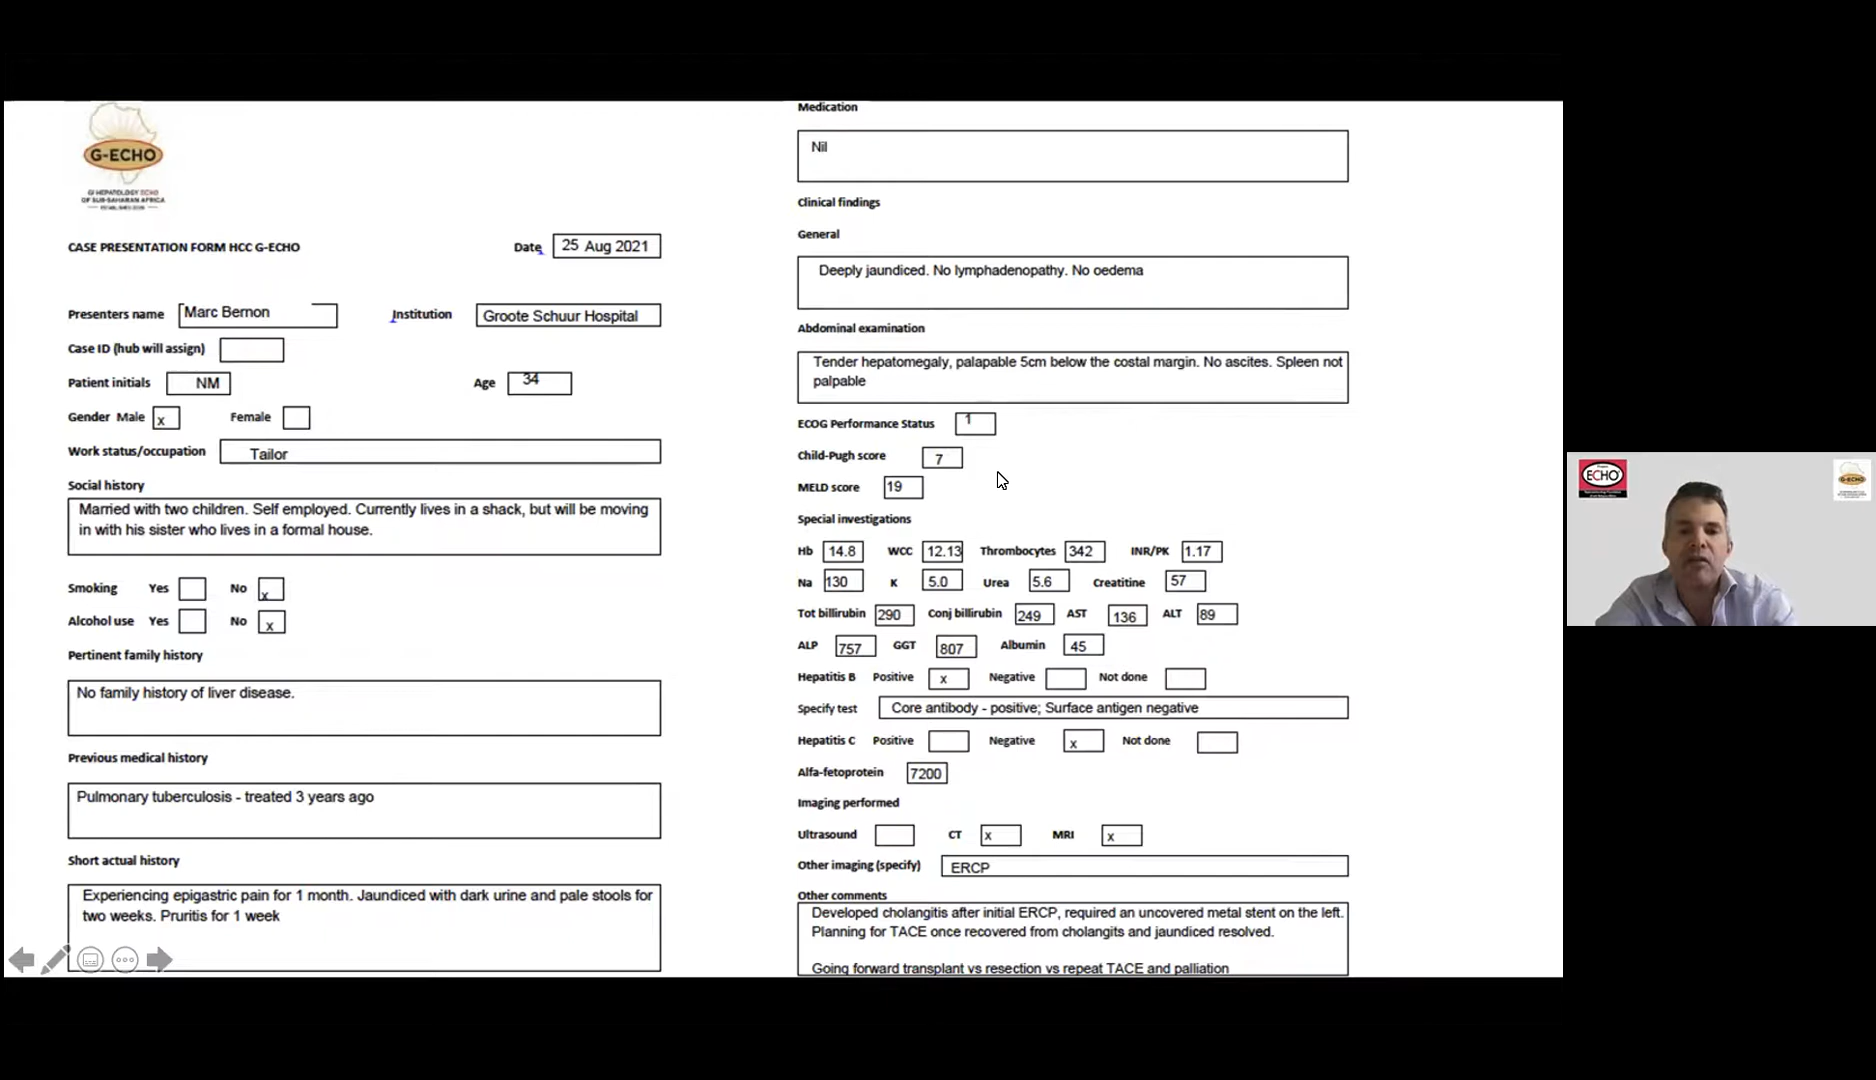 G-ECHO
GI HEPATOLOGY ECHO
OF SUB-SAHARAN AFRICA
CASE PRESENTATION FORM HCC G-ECHO
Date 25 Aug 2021
Presenters name Marc Bernon Institution Groote Schuur Hospital
Case ID (hub will assign)
Patient initials NM Age 34
Gender Male x Female
Work status/occupation Tailor
Social history
Married with two children. Self employed. Currently lives in a shack, but will be moving
in with his sister who lives in a formal house.
Smoking Yes No x
Alcohol use Yes No x
Pertinent family history
No family history of liver disease.
Previous medical history
Pulmonary tuberculosis - treated 3 years ago
Short actual history
Experiencing epigastric pain for 1 month. Jaundiced with dark urine and pale stools for
two weeks. Pruritis for 1 week
Medication
Nil
Clinical findings
General
Deeply jaundiced. No lymphadenopathy. No oedema
Abdominal examination
Tender hepatomegaly, palapable 5cm below the costal margin. No ascites. Spleen not
palpable
ECOG Performance Status 1
Child-Pugh score 7
MELD score 19
Special investigations
Hb 14.8 WCC 12.13 Thrombocytes 342 INR/PK 1.17
Na 130 K 5.0 Urea 5.6 Creatitine 57
Tot billirubin 290 Conj billirubin 249 AST 136 ALT 89
ALP 757 GGT 807 Albumin 45
Hepatitis B Positive x Negative Not done
Specify test Core antibody - positive; Surface antigen negative
Hepatitis C Positive Negative x Not done
Alfa-fetoprotein 7200
Imaging performed
Ultrasound CT x MRI x
Other imaging (specify) ERCP
Other comments
Developed cholangitis after initial ERCP, required an uncovered metal stent on the left.
Planning for TACE once recovered from cholangits and jaundiced resolved.
Going forward transplant vs resection vs repeat TACE and palliation
ECHO